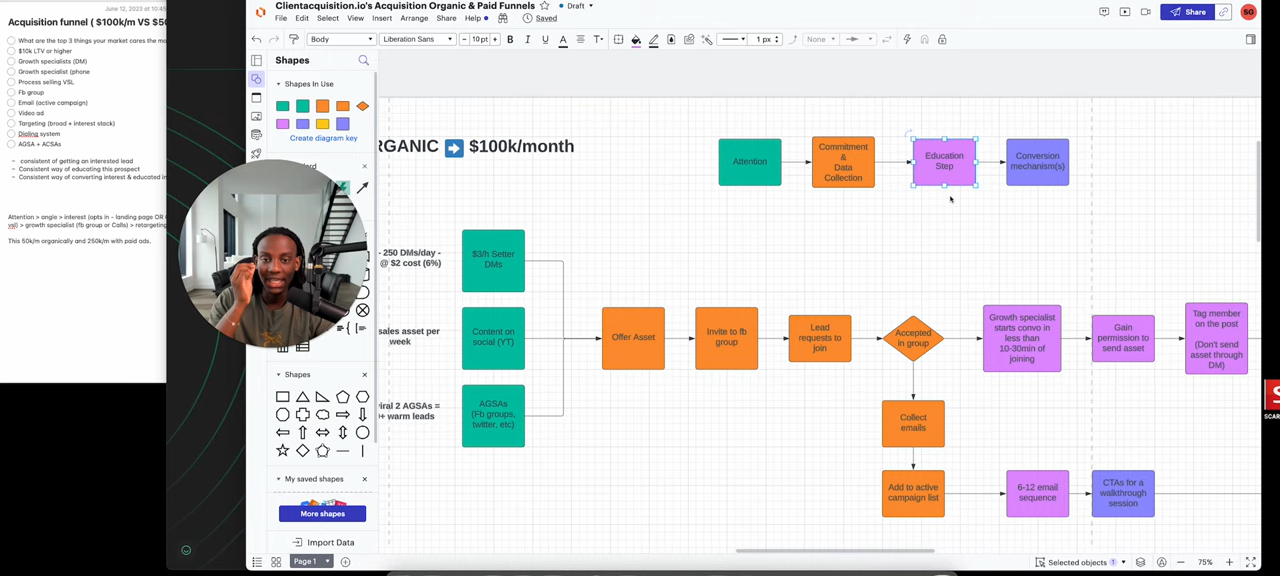 June 12, 2023 at 10:45
Acquisition funnel ( $100k/m VS $50
What are the top 3 things your market cares the mo
$10k LTV or higher
Growth specialists (DM)
Growth specialist (phone
Process selling VSL
Fb group
Email (active campaign)
Video ad
Targeting (broad + interest stack)
Dialing system
AGSA + ACSAs
– consistent of getting an interested lead
– Consistent way of educating this prospect
– Consistent way of converting interest & educated in
Attention > angle > interest (opts in - landing page OR
vsl) > growth specialist (fb group or Calls) > retargeting
This 50k/m organically and 250k/m with paid ads.
Clientacquisition.io's Acquisition Organic & Paid Funnels
Draft
File Edit Select View Insert Arrange Share Help Saved
Share
SG
Body Liberation Sans 10 pt B I U A T 1 px None
Shapes
Shapes In Use
Create diagram key
Shapes
My saved shapes
More shapes
Import Data
Page 1
Selected objects 1
75%
RGANIC ➡ $100k/month
Attention
Commitment
&
Data
Collection
Education
Step
Conversion
mechanism(s)
- 250 DMs/day -
@ $2 cost (6%)
$3/h Setter
DMs
sales asset per
week
Content on
social (YT)
viral 2 AGSAs =
+ warm leads
AGSAs
(Fb groups,
twitter, etc)
Offer Asset
Invite to fb
group
Lead
requests to
join
Accepted
in group
Growth specialist
starts convo in
less than
10-30min of
joining
Gain
permission to
send asset
Tag member
on the post
(Don't send
asset through
DM)
Collect
emails
Add to active
campaign list
6-12 email
sequence
CTAs for a
walkthrough
session
S
SCAR